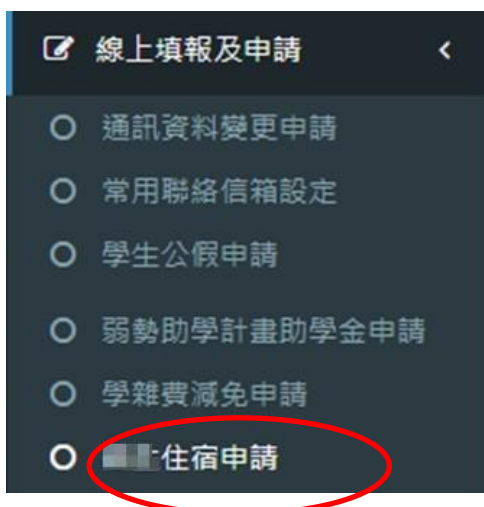 線上填報及申請
通訊資料變更申請
常用聯絡信箱設定
學生公假申請
弱勢助學計畫助學金申請
學雜費減免申請
住宿申請